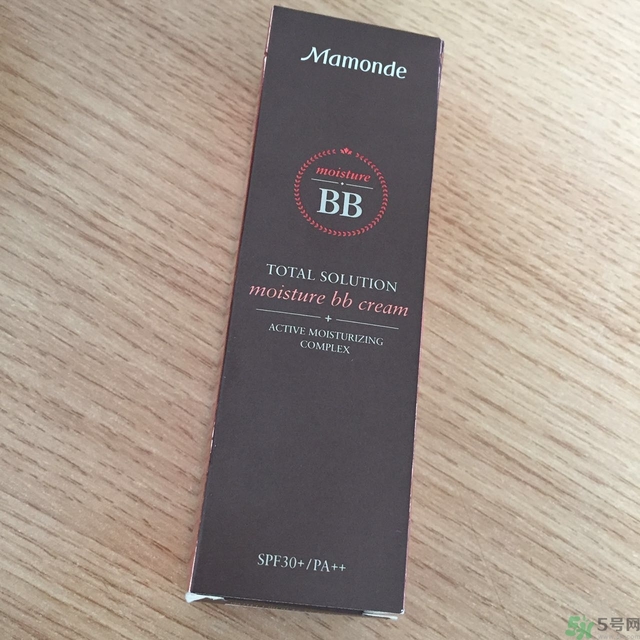 Mamonde
moisture
BB
TOTAL SOLUTION
moisture bb cream
+
ACTIVE MOISTURIZING
COMPLEX
SPF30+/PA++
5号网